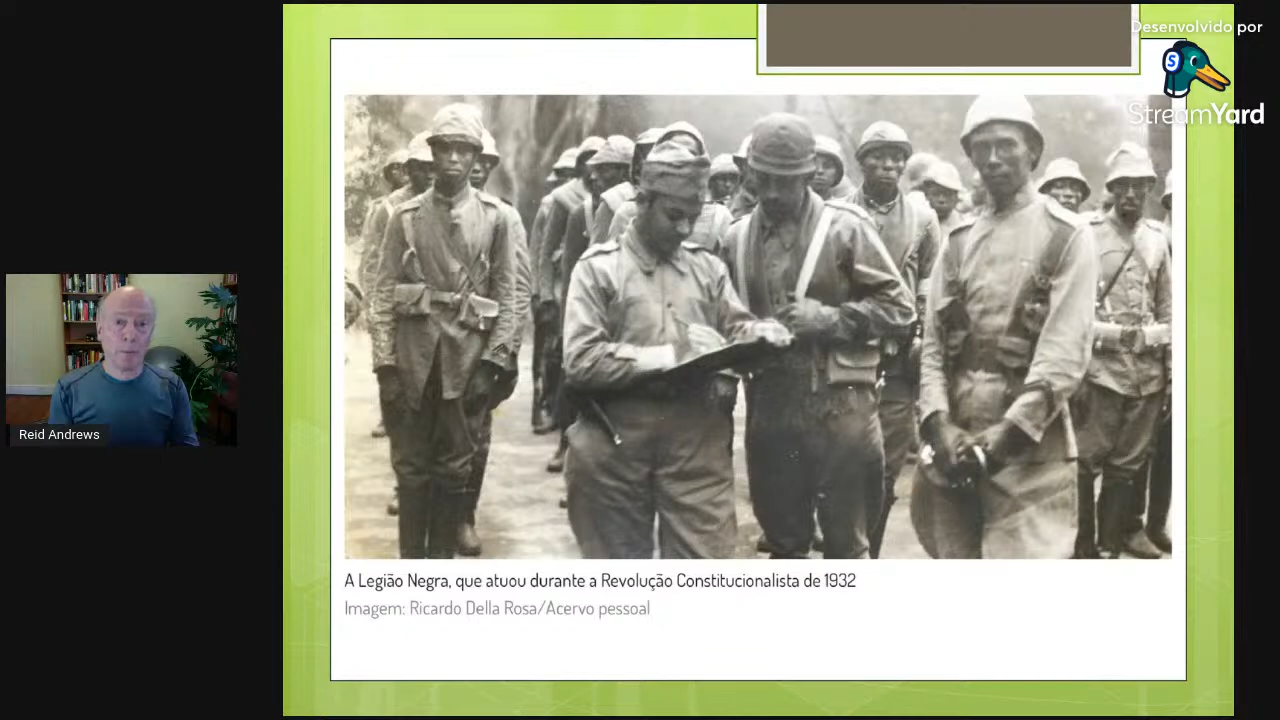 Desenvolvido por
S
StreamYard
Reid Andrews
A Legião Negra, que atuou durante a Revolução Constitucionalista de 1932
Imagem: Ricardo Della Rosa/Acervo pessoal